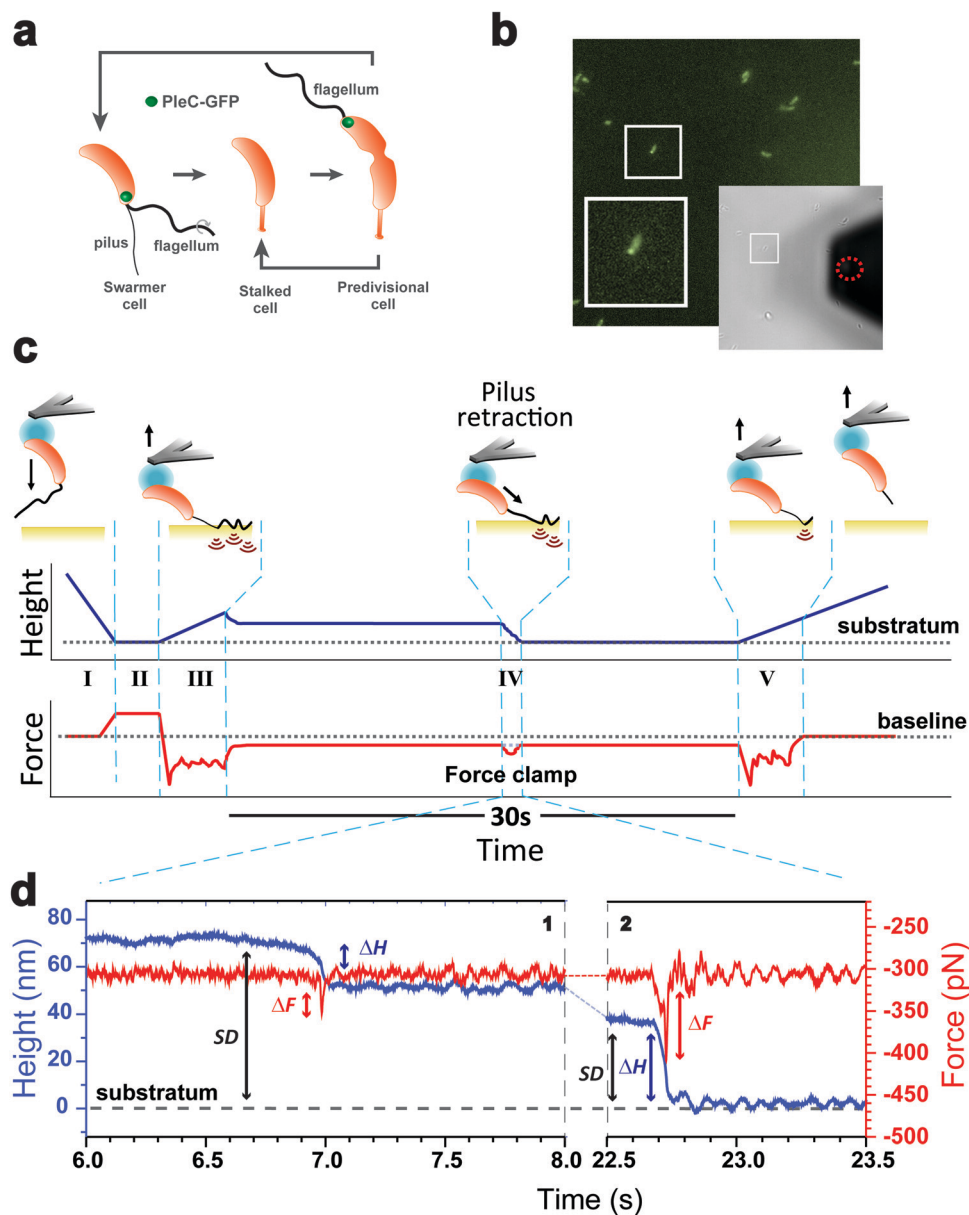 a
PleC-GFP
flagellum
pilus
flagellum
Swarmer
cell
Stalked
cell
Predivisional
cell
b
c
Pilus
retraction
Height
substratum
I
II
III
IV
V
Force
baseline
Force clamp
30s
Time
d
Height (nm)
80
60
40
20
0
1
2
ΔH
ΔF
SD
substratum
SD
ΔH
ΔF
-250
-300
-350
-400
-450
-500
Force (pN)
6.0
6.5
7.0
7.5
8.0
22.5
23.0
23.5
Time (s)